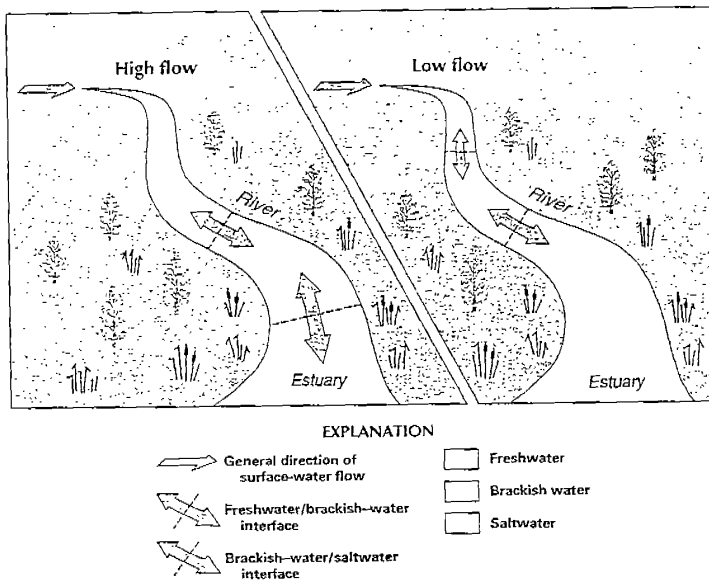 High flow
Low flow
River
River
Estuary
Estuary
EXPLANATION
General direction of
surface-water flow
Freshwater/brackish-water
interface
Brackish-water/saltwater
interface
Freshwater
Brackish water
Saltwater